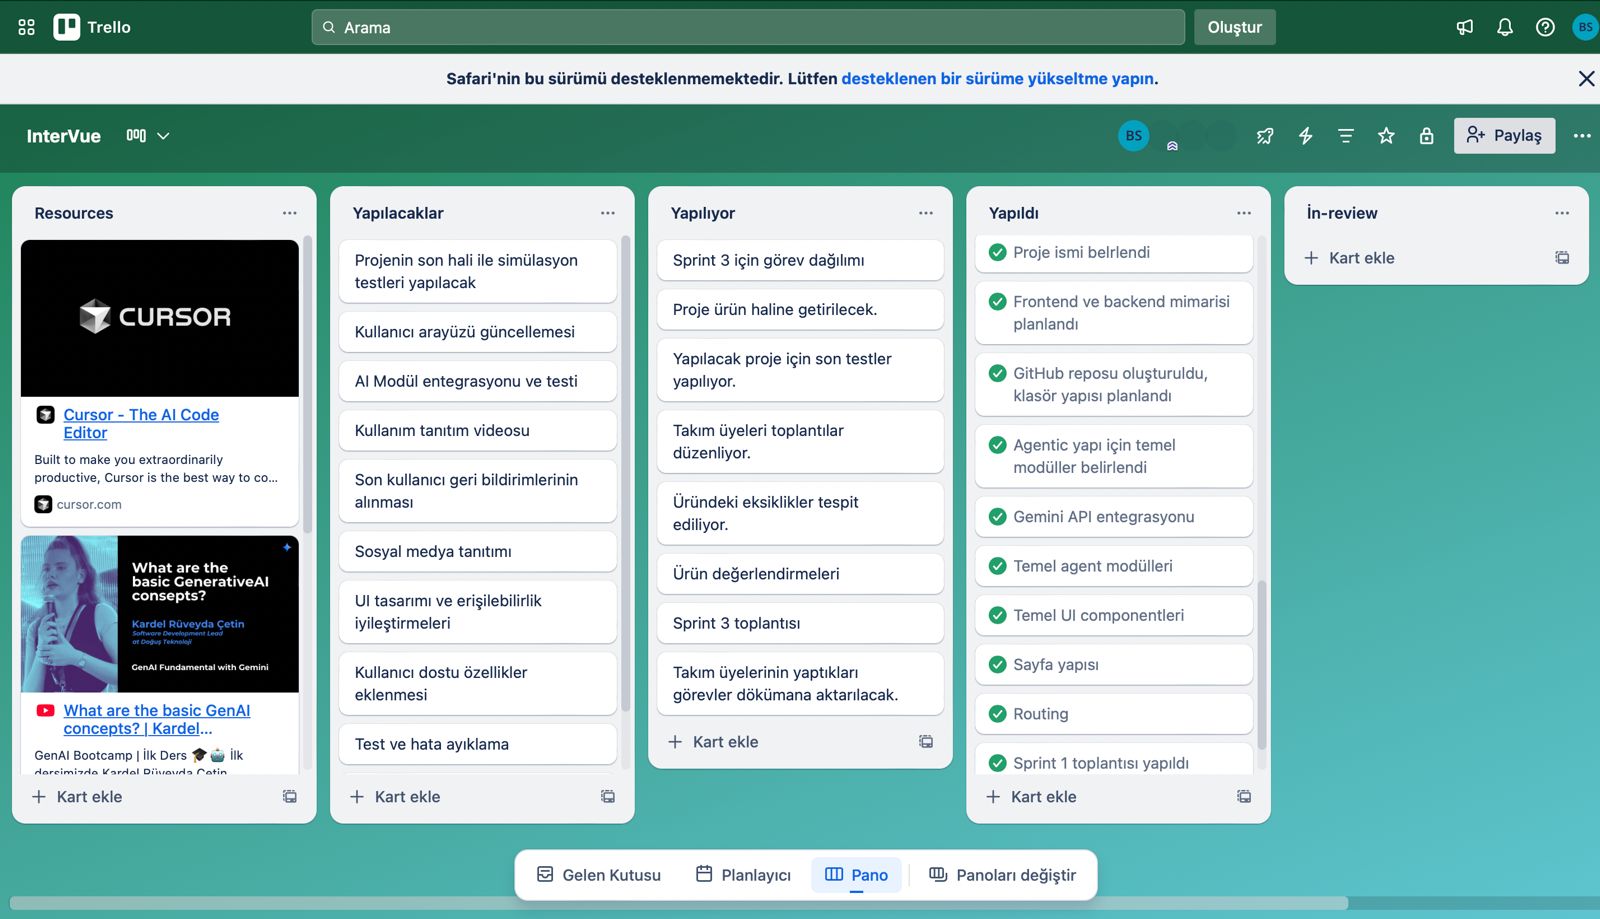 Trello
Arama
Oluştur
BS
Safari'nin bu sürümü desteklenmemektedir. Lütfen desteklenen bir sürüme yükseltme yapın.
InterVue
BS
Paylaş
Resources
CURSOR
Cursor - The AI Code
Editor
Built to make you extraordinarily
productive, Cursor is the best way to co...
cursor.com
What are the
basic GenerativeAI
consepts?
Kardel Rüveyda Çetin
Software Development Lead
at Doğuş Teknoloji
GenAI Fundamental with Gemini
What are the basic GenAI
concepts? | Kardel...
GenAI Bootcamp | İlk Ders 🎓🤖 İlk
dersimizde Kardel Rüveyda Çetin
Kart ekle
Yapılacaklar
Projenin son hali ile simülasyon
testleri yapılacak
Kullanıcı arayüzü güncellemesi
AI Modül entegrasyonu ve testi
Kullanım tanıtım videosu
Son kullanıcı geri bildirimlerinin
alınması
Sosyal medya tanıtımı
UI tasarımı ve erişilebilirlik
iyileştirmeleri
Kullanıcı dostu özellikler
eklenmesi
Test ve hata ayıklama
Kart ekle
Yapılıyor
Sprint 3 için görev dağılımı
Proje ürün haline getirilecek.
Yapılacak proje için son testler
yapılıyor.
Takım üyeleri toplantılar
düzenliyor.
Üründeki eksiklikler tespit
ediliyor.
Ürün değerlendirmeleri
Sprint 3 toplantısı
Takım üyelerinin yaptıkları
görevler dökümana aktarılacak.
Kart ekle
Yapıldı
Proje ismi belrlendi
Frontend ve backend mimarisi
planlandı
GitHub reposu oluşturuldu,
klasör yapısı planlandı
Agentic yapı için temel
modüller belirlendi
Gemini API entegrasyonu
Temel agent modülleri
Temel UI componentleri
Sayfa yapısı
Routing
Sprint 1 toplantısı yapıldı
Kart ekle
İn-review
Kart ekle
Gelen Kutusu
Planlayıcı
Pano
Panoları değiştir